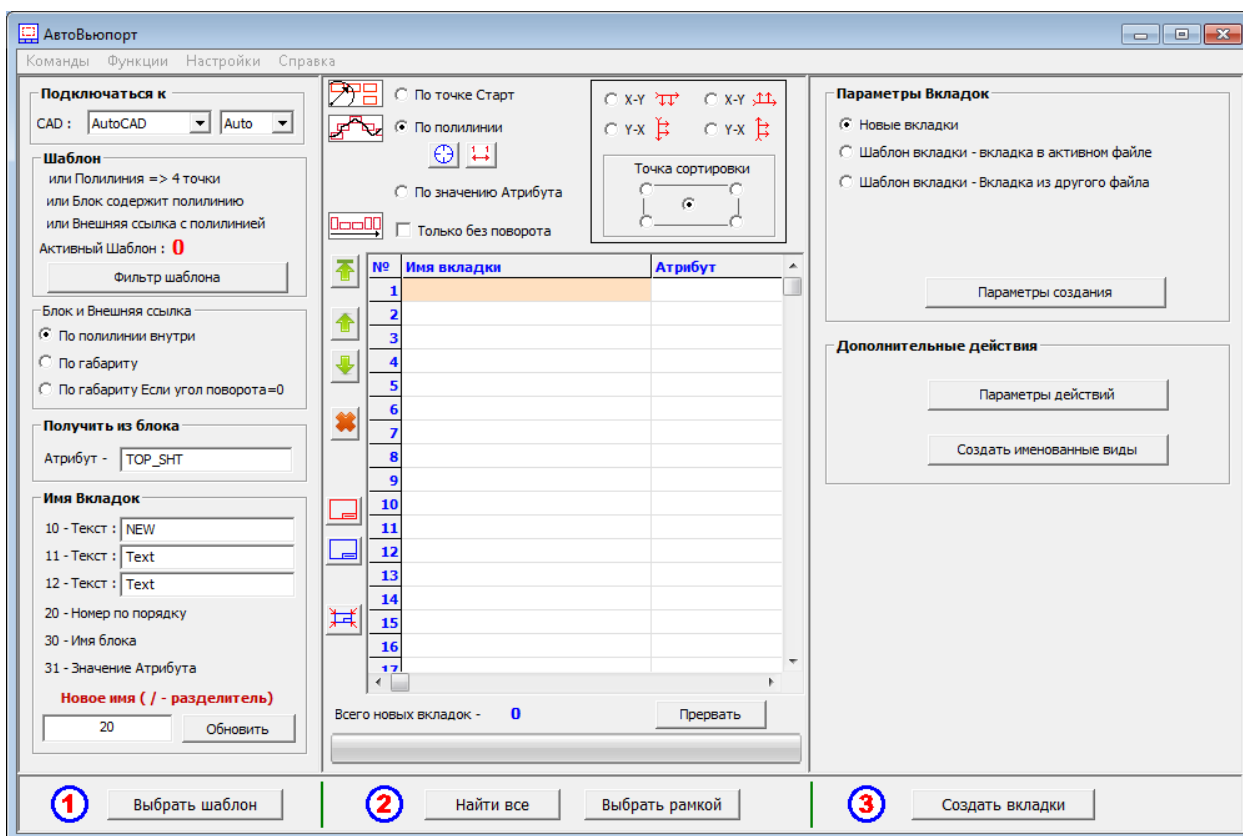 АвтоВьюпорт
Команды Функции Настройки Справка
Подключаться к
CAD : AutoCAD Auto
Шаблон
или Полилиния => 4 точки
или Блок содержит полилинию
или Внешняя ссылка с полилинией
Активный Шаблон : 0
Фильтр шаблона
Блок и Внешняя ссылка
По полилинии внутри
По габариту
По габариту Если угол поворота=0
Получить из блока
Атрибут - TOP_SHT
Имя Вкладок
10 - Текст : NEW
11 - Текст : Text
12 - Текст : Text
20 - Номер по порядку
30 - Имя блока
31 - Значение Атрибута
Новое имя ( / - разделитель)
20 Обновить
По точке Старт
По полилинии
По значению Атрибута
Только без поворота
X-Y X-Y
Y-X Y-X
Точка сортировки
№ Имя вкладки Атрибут
1
2
3
4
5
6
7
8
9
10
11
12
13
14
15
16
17
Всего новых вкладок - 0 Прервать
Параметры Вкладок
Новые вкладки
Шаблон вкладки - вкладка в активном файле
Шаблон вкладки - Вкладка из другого файла
Параметры создания
Дополнительные действия
Параметры действий
Создать именованные виды
1 Выбрать шаблон 2 Найти все Выбрать рамкой 3 Создать вкладки